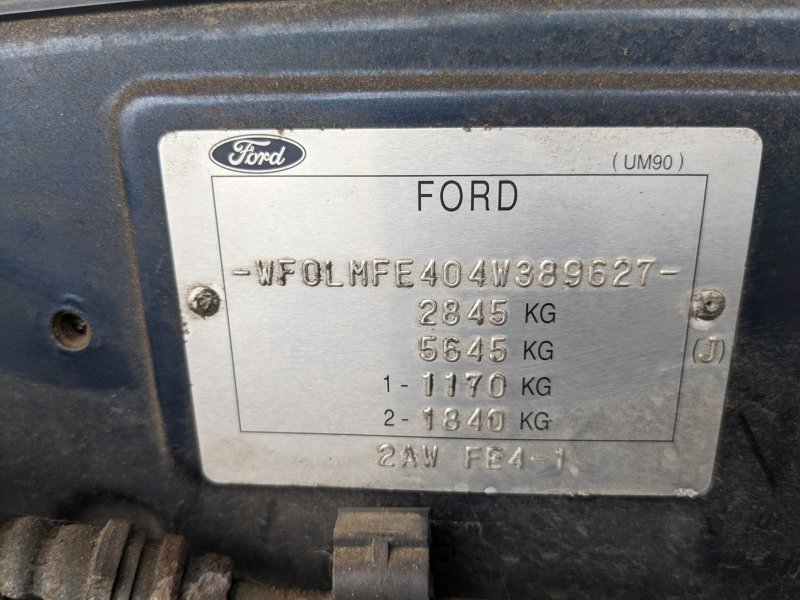 Ford
(UM90)
FORD
-WF0LMFE404W389627-
2845 KG
5645 KG
(J)
1-1170 KG
2-1840 KG
2AW FE4-1